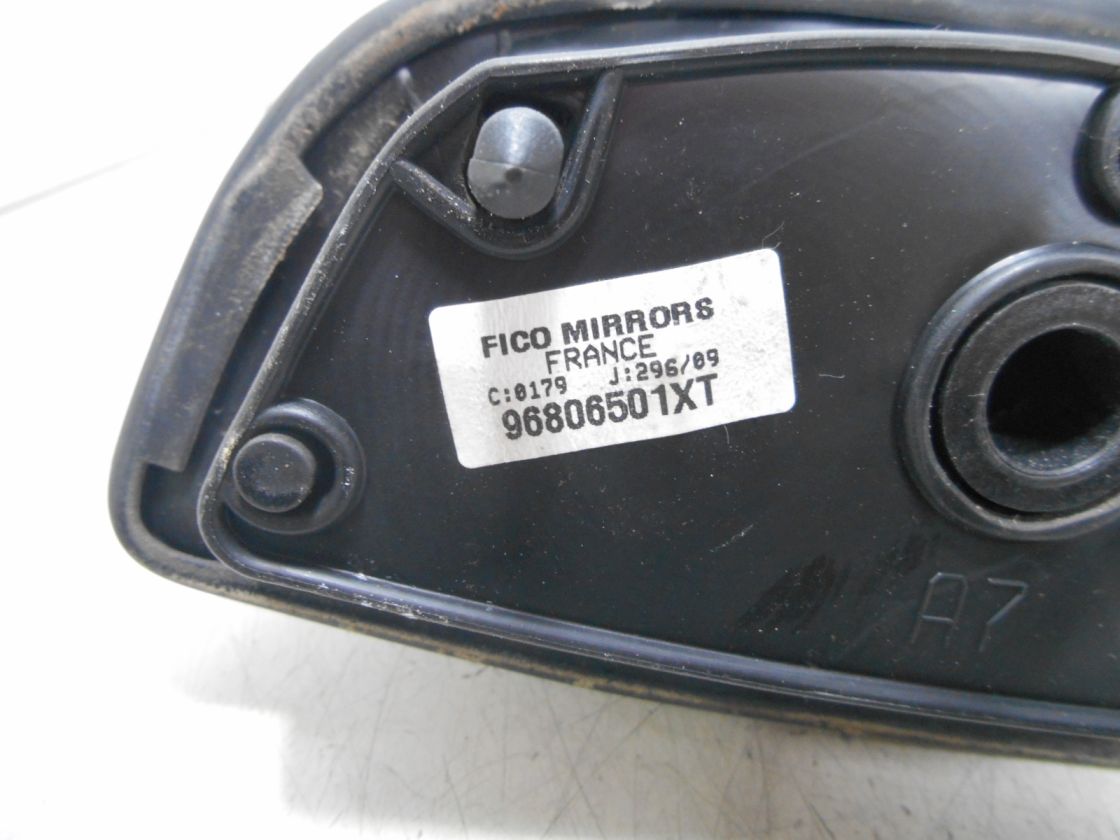 FICO MIRRORS
FRANCE
C:0179 J:296/09
96806501XT
A7